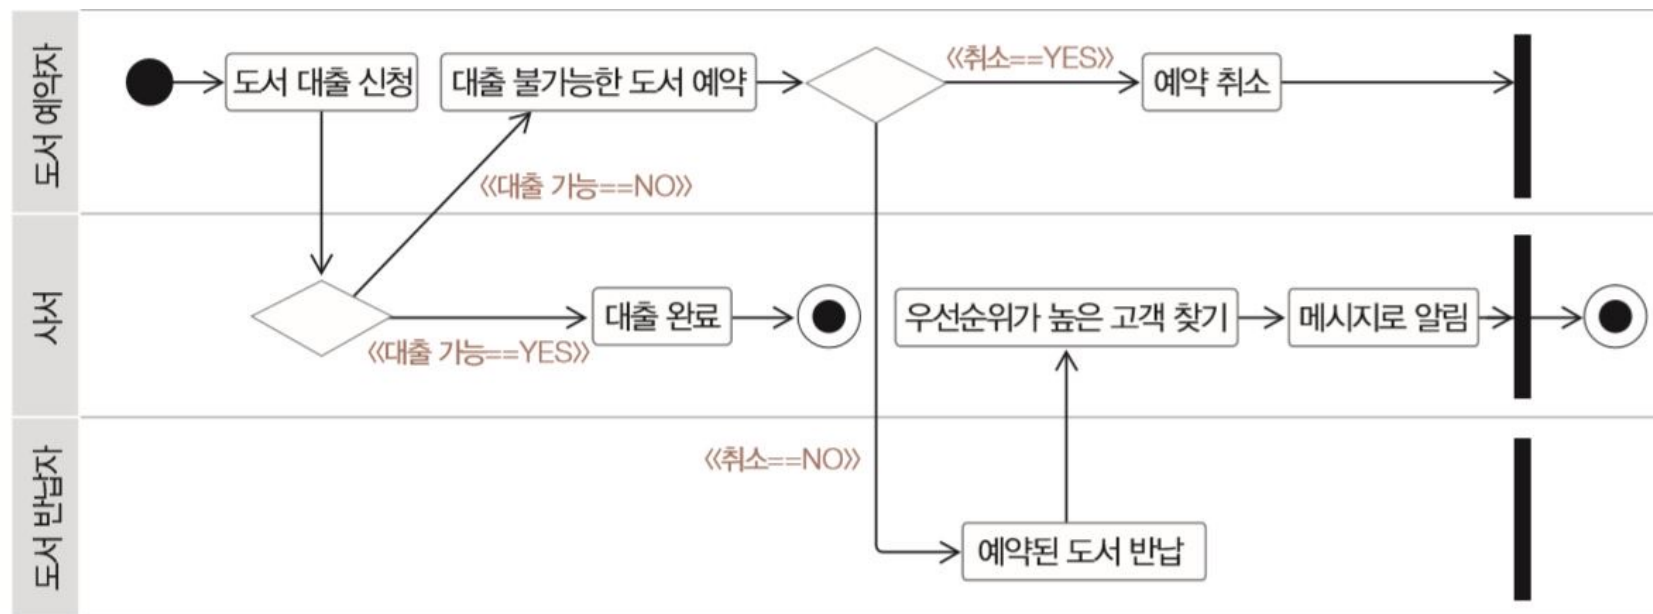 도서 예약자
도서 대출 신청
대출 불가능한 도서 예약
《취소==YES》
예약 취소
《대출 가능==NO》
사서
대출 완료
우선순위가 높은 고객 찾기
메시지로 알림
《대출 가능==YES》
도서 반납자
《취소==NO》
예약된 도서 반납